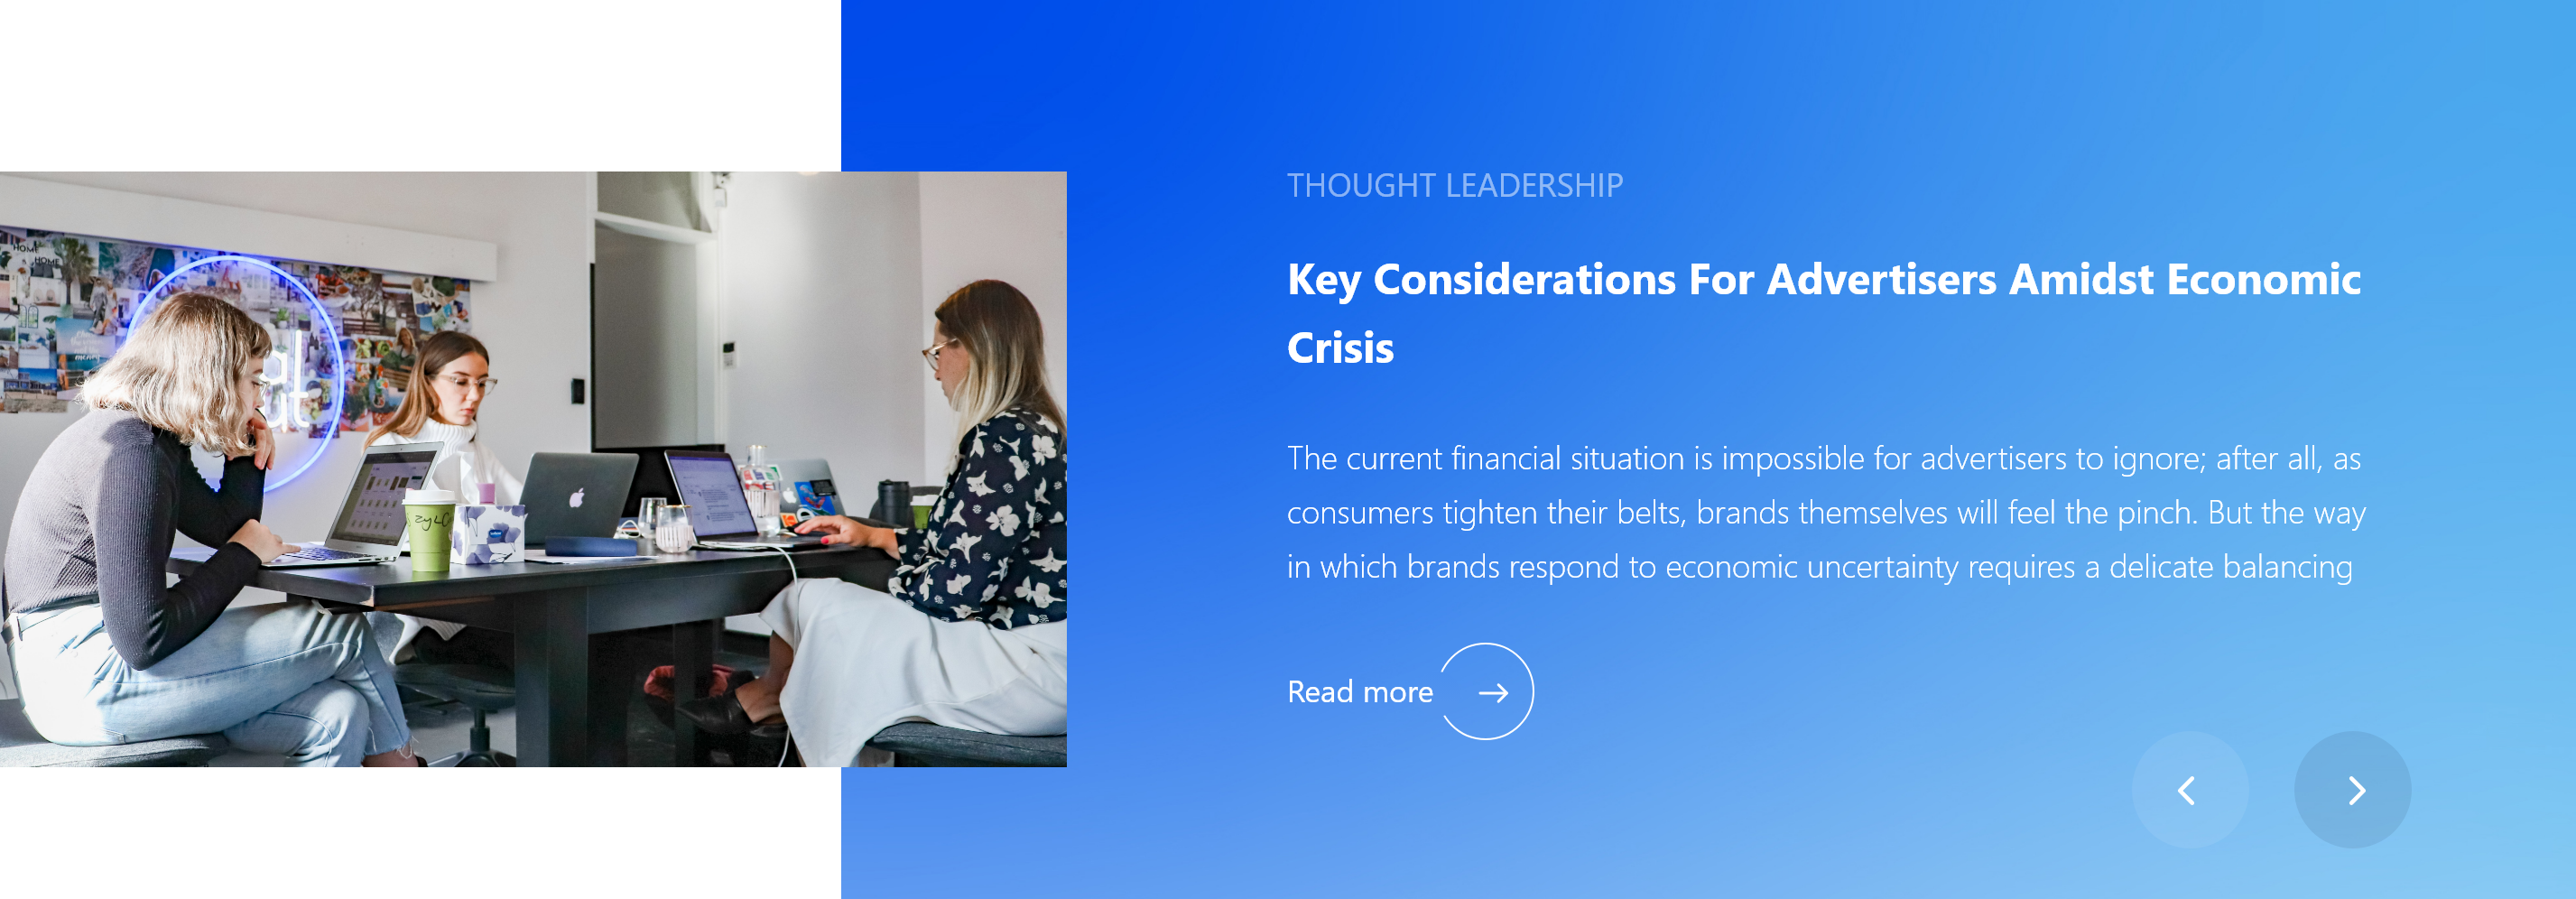 HOME
HOME
THOUGHT LEADERSHIP
Key Considerations For Advertisers Amidst Economic
Crisis
The current financial situation is impossible for advertisers to ignore; after all, as
consumers tighten their belts, brands themselves will feel the pinch. But the way
in which brands respond to economic uncertainty requires a delicate balancing
Read more